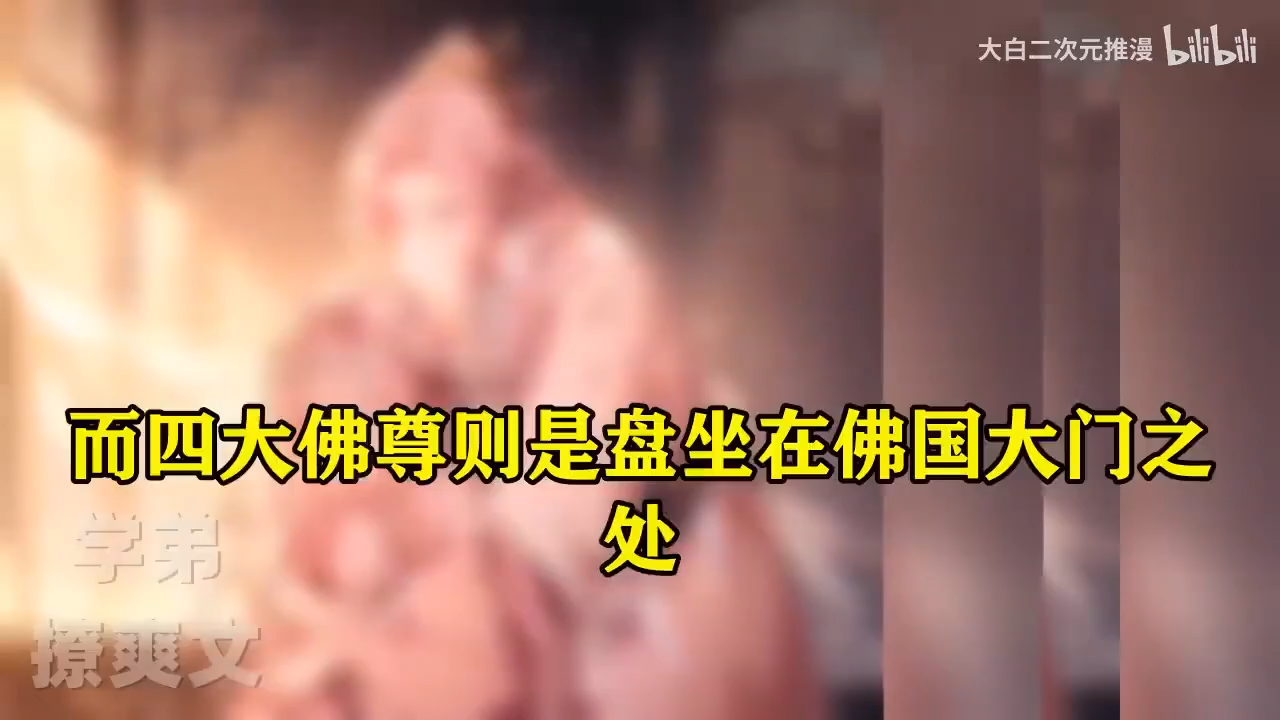 大白二次元推漫 bilibili
而四大佛尊则是盘坐在佛国大门之
处
学弟
撩爽文